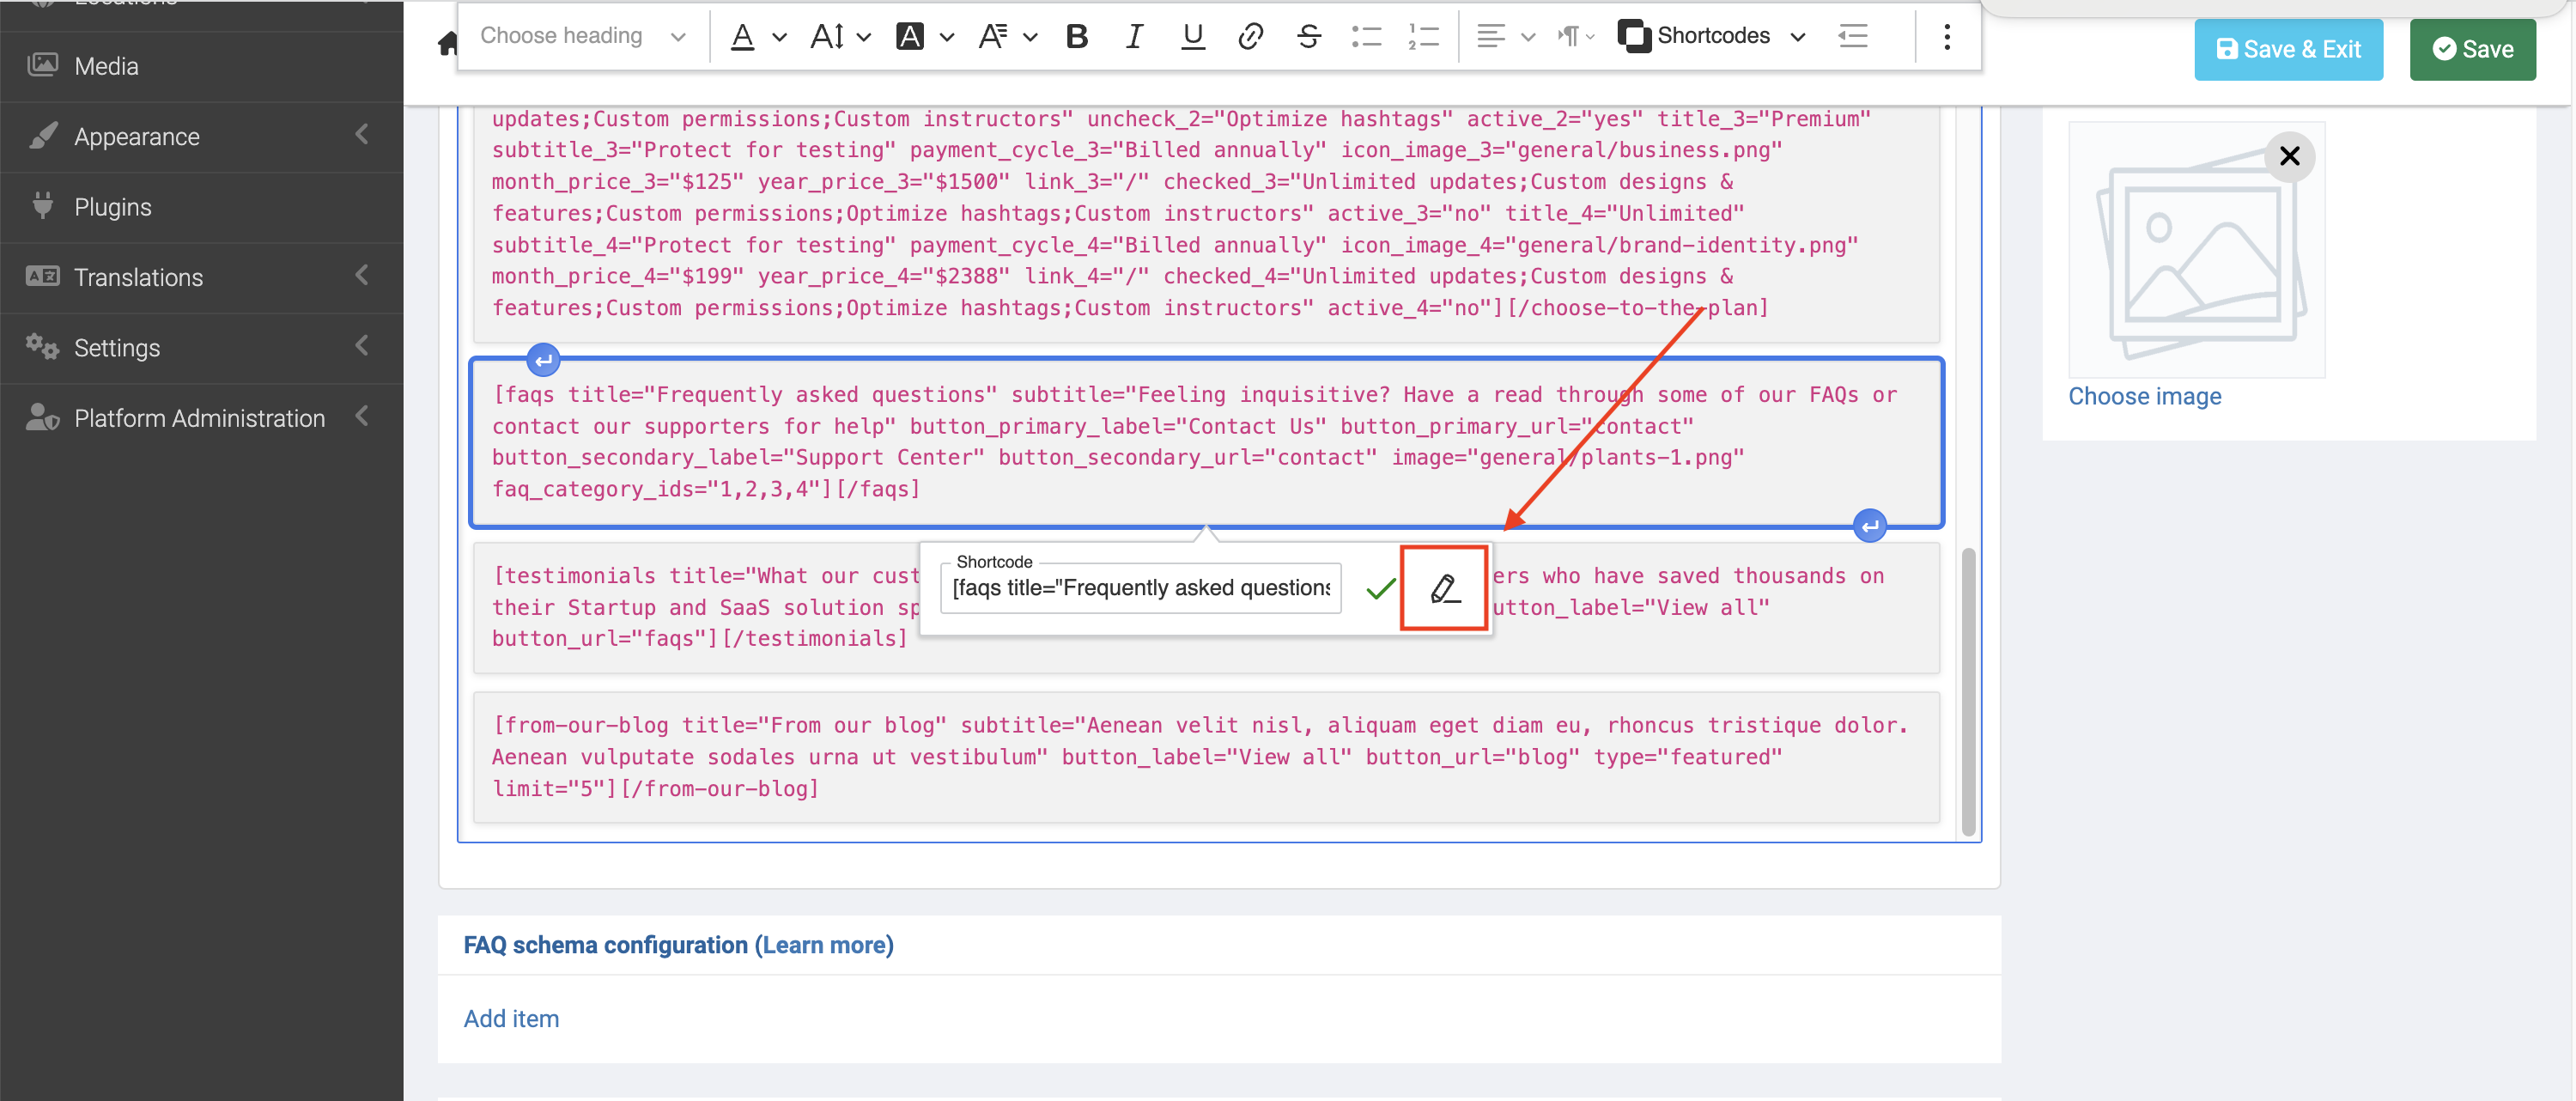 Locations
Media
Appearance
Plugins
Translations
Settings
Platform Administration
Choose heading
Shortcodes
Save & Exit
Save
updates;Custom permissions;Custom instructors" uncheck_2="Optimize hashtags" active_2="yes" title_3="Premium"
subtitle_3="Protect for testing" payment_cycle_3="Billed annually" icon_image_3="general/business.png"
month_price_3="$125" year_price_3="$1500" link_3="/" checked_3="Unlimited updates;Custom designs &
features;Custom permissions;Optimize hashtags;Custom instructors" active_3="no" title_4="Unlimited"
subtitle_4="Protect for testing" payment_cycle_4="Billed annually" icon_image_4="general/brand-identity.png"
month_price_4="$199" year_price_4="$2388" link_4="/" checked_4="Unlimited updates;Custom designs &
features;Custom permissions;Optimize hashtags;Custom instructors" active_4="no"][/choose-to-the-plan]
[faqs title="Frequently asked questions" subtitle="Feeling inquisitive? Have a read through some of our FAQs or
contact our supporters for help" button_primary_label="Contact Us" button_primary_url="contact"
button_secondary_label="Support Center" button_secondary_url="contact" image="general/plants-1.png"
faq_category_ids="1,2,3,4"][/faqs]
Shortcode
[faqs title="Frequently asked questions
[testimonials title="What our cust ers who have saved thousands on
their Startup and SaaS solution sp utton_label="View all"
button_url="faqs"][/testimonials]
[from-our-blog title="From our blog" subtitle="Aenean velit nisl, aliquam eget diam eu, rhoncus tristique dolor.
Aenean vulputate sodales urna ut vestibulum" button_label="View all" button_url="blog" type="featured"
limit="5"][/from-our-blog]
Choose image
FAQ schema configuration (Learn more)
Add item